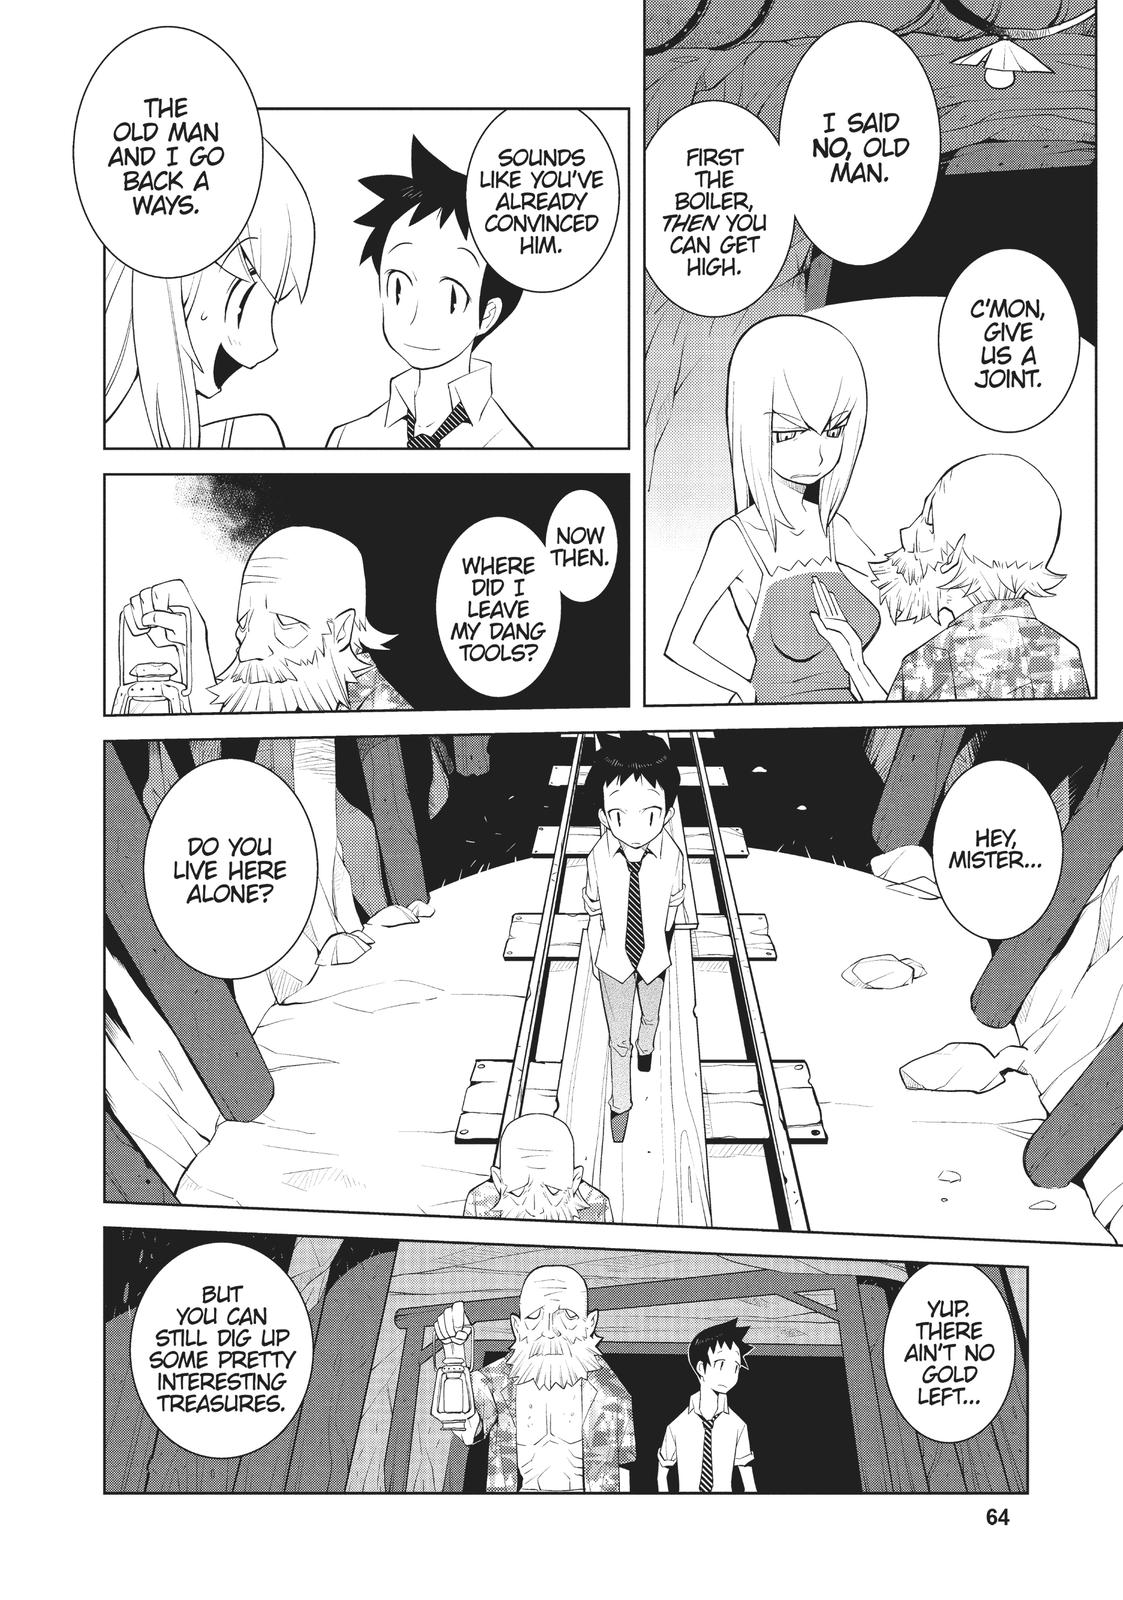 C'MON,
GIVE
US A
JOINT.
I SAID
NO, OLD
MAN.
FIRST
THE
BOILER,
THEN YOU
CAN GET
HIGH.
SOUNDS
LIKE YOU'VE
ALREADY
CONVINCED
HIM.
THE
OLD MAN
AND I GO
BACK A
WAYS.
NOW
THEN.
WHERE
DID I
LEAVE
MY DANG
TOOLS?
HEY,
MISTER...
DO YOU
LIVE HERE
ALONE?
YUP.
THERE
AIN'T NO
GOLD
LEFT...
BUT
YOU CAN
STILL DIG UP
SOME PRETTY
INTERESTING
TREASURES.
64